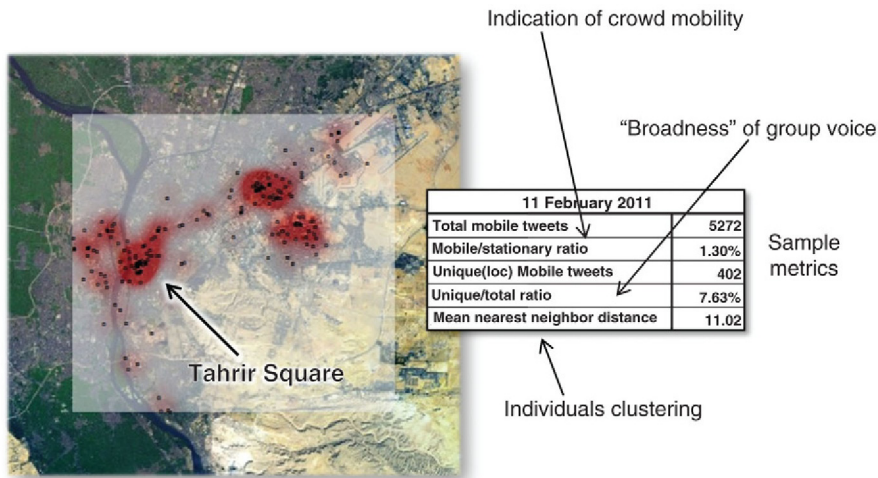 Indication of crowd mobility
“Broadness” of group voice
11 February 2011
Total mobile tweets 5272
Mobile/stationary ratio 1.30%
Unique(loc) Mobile tweets 402
Unique/total ratio 7.63%
Mean nearest neighbor distance 11.02
Sample
metrics
Tahrir Square
Individuals clustering